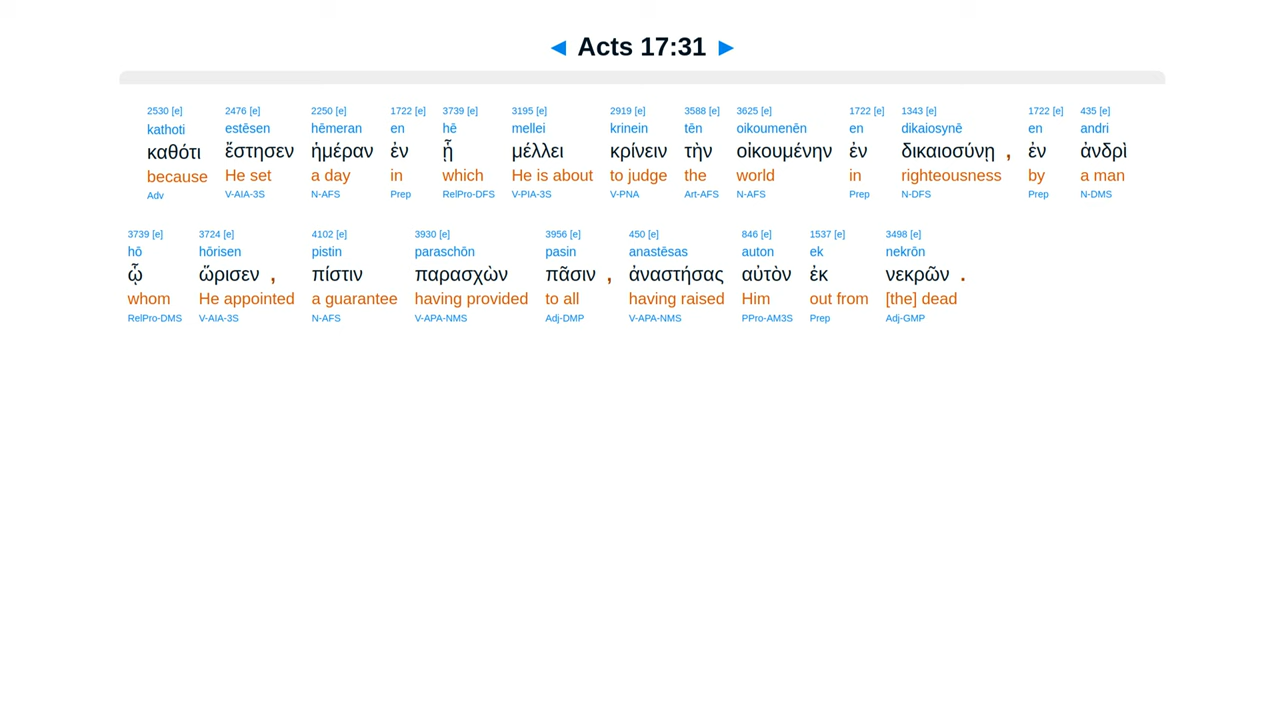 ◄ Acts 17:31 ►
2530 [e] 2476 [e] 2250 [e] 1722 [e] 3739 [e] 3195 [e] 2919 [e] 3588 [e] 3625 [e] 1722 [e] 1343 [e] 1722 [e] 435 [e]
kathoti estēsen hēmeran en hē mellei krinein tēn oikoumenēn en dikaiosynē en andri
καθότι ἔστησεν ἡμέραν ἐν ᾗ μέλλει κρίνειν τὴν οἰκουμένην ἐν δικαιοσύνῃ , ἐν ἀνδρὶ
because He set a day in which He is about to judge the world in righteousness by a man
Adv V-AIA-3S N-AFS Prep RelPro-DFS V-PIA-3S V-PNA Art-AFS N-AFS Prep N-DFS Prep N-DMS
3739 [e] 3724 [e] 4102 [e] 3930 [e] 3956 [e] 450 [e] 846 [e] 1537 [e] 3498 [e]
hō hōrisen pistin paraschōn pasin anastēsas auton ek nekrōn
ᾧ ὥρισεν , πίστιν παρασχὼν πᾶσιν , ἀναστήσας αὐτὸν ἐκ νεκρῶν .
whom He appointed a guarantee having provided to all having raised Him out from [the] dead
RelPro-DMS V-AIA-3S N-AFS V-APA-NMS Adj-DMP V-APA-NMS PPro-AM3S Prep Adj-GMP